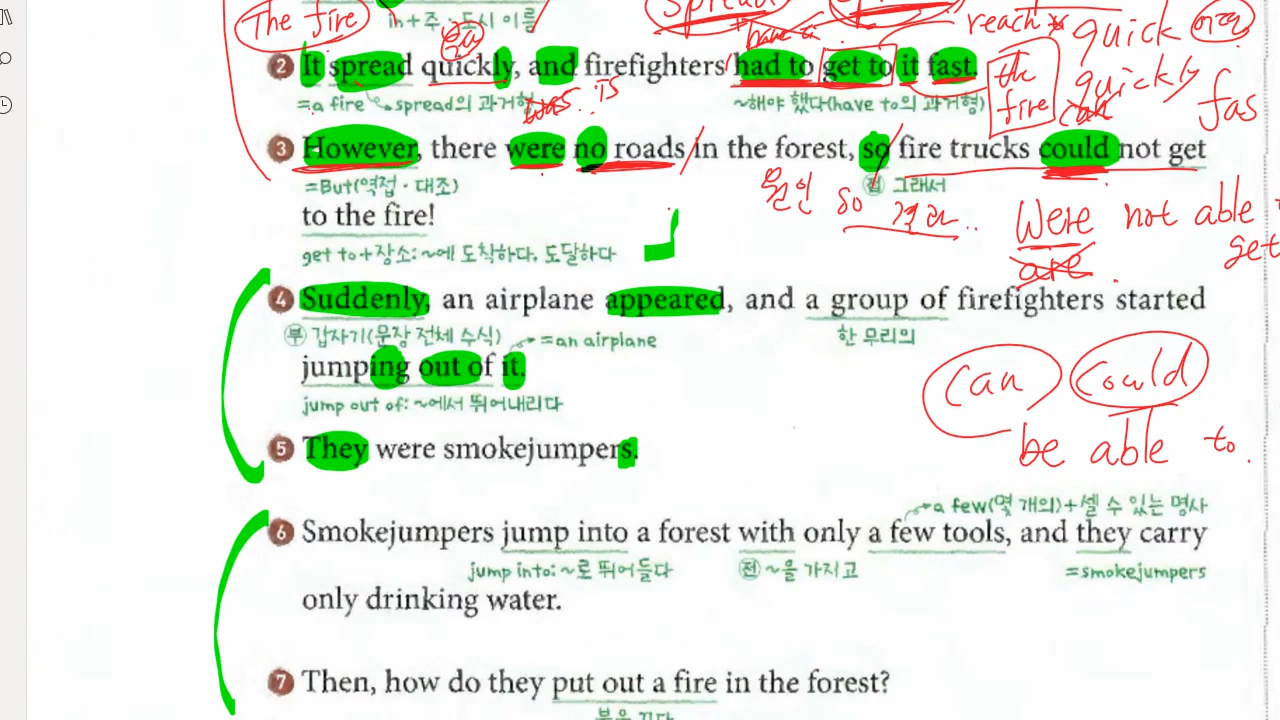 The fire
in+주·도시 이름
spread
reach
quick
❷ It spread quickly, and firefighters had to get to it fast.
the fire
quickly
fas
=a fire spread의 과거형
was is
~해야 했다(have to의 과거형)
can
❸ However, there were no roads in the forest, so fire trucks could not get
=But(역접·대조)
원인 so 결과..
접 그래서
to the fire!
were not able
get
are
get to+장소: ~에 도착하다, 도달하다
❹ Suddenly, an airplane appeared, and a group of firefighters started
부 갑자기(문장 전체 수식)
=an airplane
한 무리의
jumping out of it.
jump out of: ~에서 뛰어내리다
can could
be able to.
❺ They were smokejumpers.
a few(몇 개의)+셀 수 있는 명사
❻ Smokejumpers jump into a forest with only a few tools, and they carry
jump into: ~로 뛰어들다
전 ~을 가지고
=smokejumpers
only drinking water.
❼ Then, how do they put out a fire in the forest?